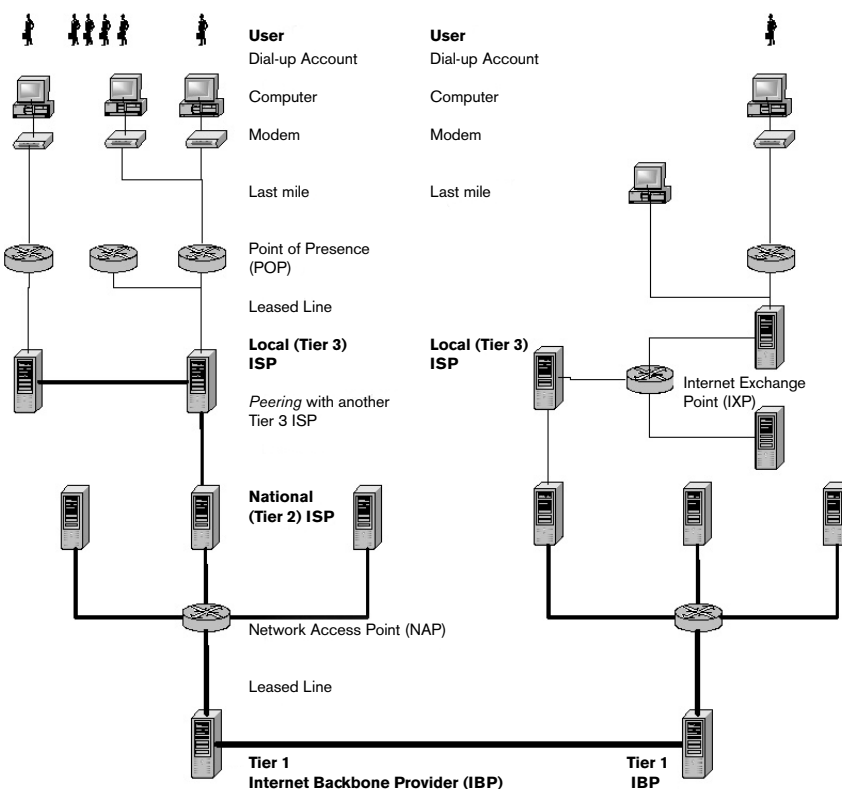 User
User
Dial-up Account
Dial-up Account
Computer
Computer
Modem
Modem
Last mile
Last mile
Point of Presence
(POP)
Leased Line
Local (Tier 3)
ISP
Local (Tier 3)
ISP
Internet Exchange
Point (IXP)
Peering with another
Tier 3 ISP
National
(Tier 2) ISP
Network Access Point (NAP)
Leased Line
Tier 1
Internet Backbone Provider (IBP)
Tier 1
IBP